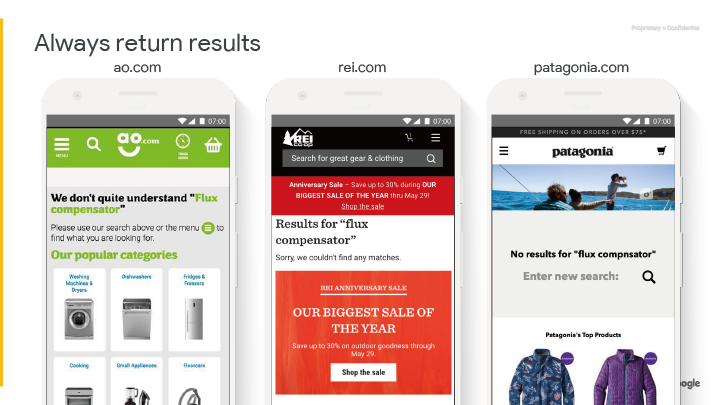 Proprietary + Confidential
Always return results
ao.com
rei.com
patagonia.com
07:00
MENU
ao.com
We don't quite understand "Flux
compensator"
Please use our search above or the menu to
find what you are looking for.
Our popular categories
Washing
Machines &
Dryers
Dishwashers
Fridges &
Freezers
Cooking
Small Appliances
Floorcare
07:00
REI
Search for great gear & clothing
Anniversary Sale – Save up to 30% during OUR
BIGGEST SALE OF THE YEAR thru May 29!
Shop the sale
Results for “flux
compensator”
Sorry, we couldn't find any matches.
REI ANNIVERSARY SALE
OUR BIGGEST SALE OF
THE YEAR
Save up to 30% on outdoor goodness through
May 29.
Shop the sale
07:00
FREE SHIPPING ON ORDERS OVER $75*
patagonia
No results for "flux compnsator"
Enter new search:
Patagonia's Top Products
oogle